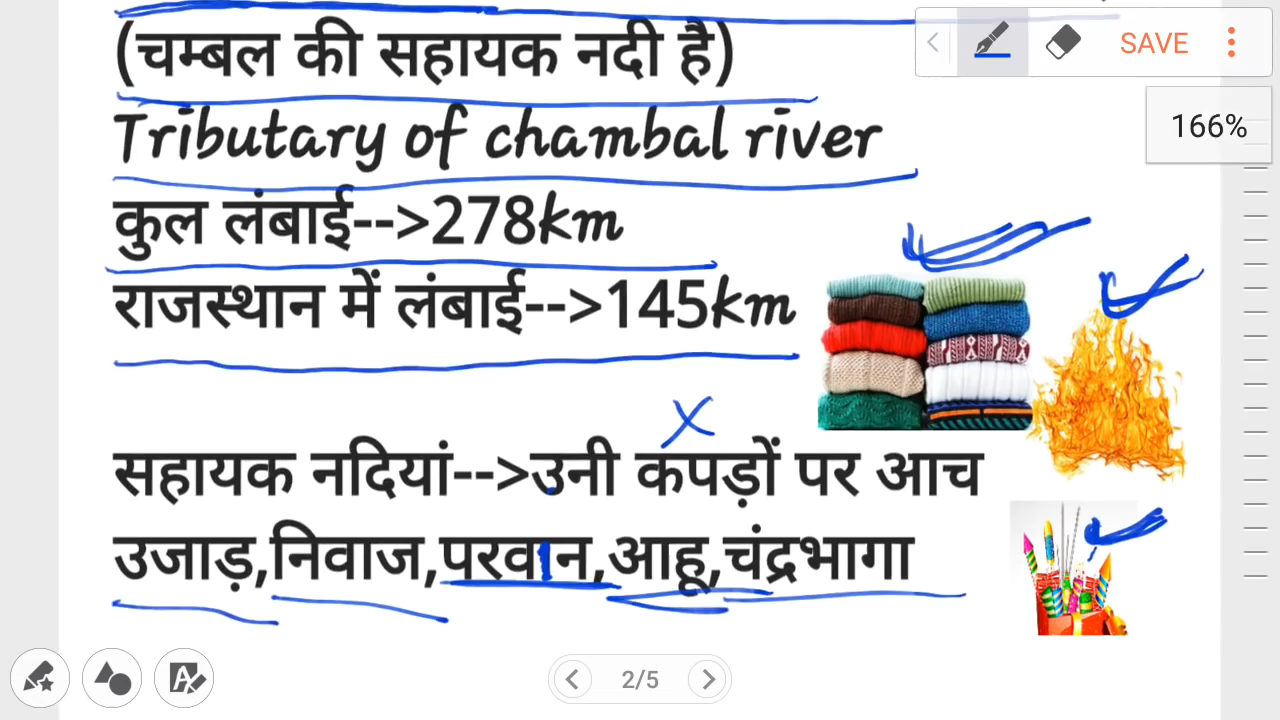 (चम्बल की सहायक नदी है)
SAVE
166%
Tributary of chambal river
कुल लंबाई-->278km
राजस्थान में लंबाई-->145km
सहायक नदियां-->उनी कपड़ों पर आच
उजाड़,निवाज,परवान,आहू,चंद्रभागा
2/5